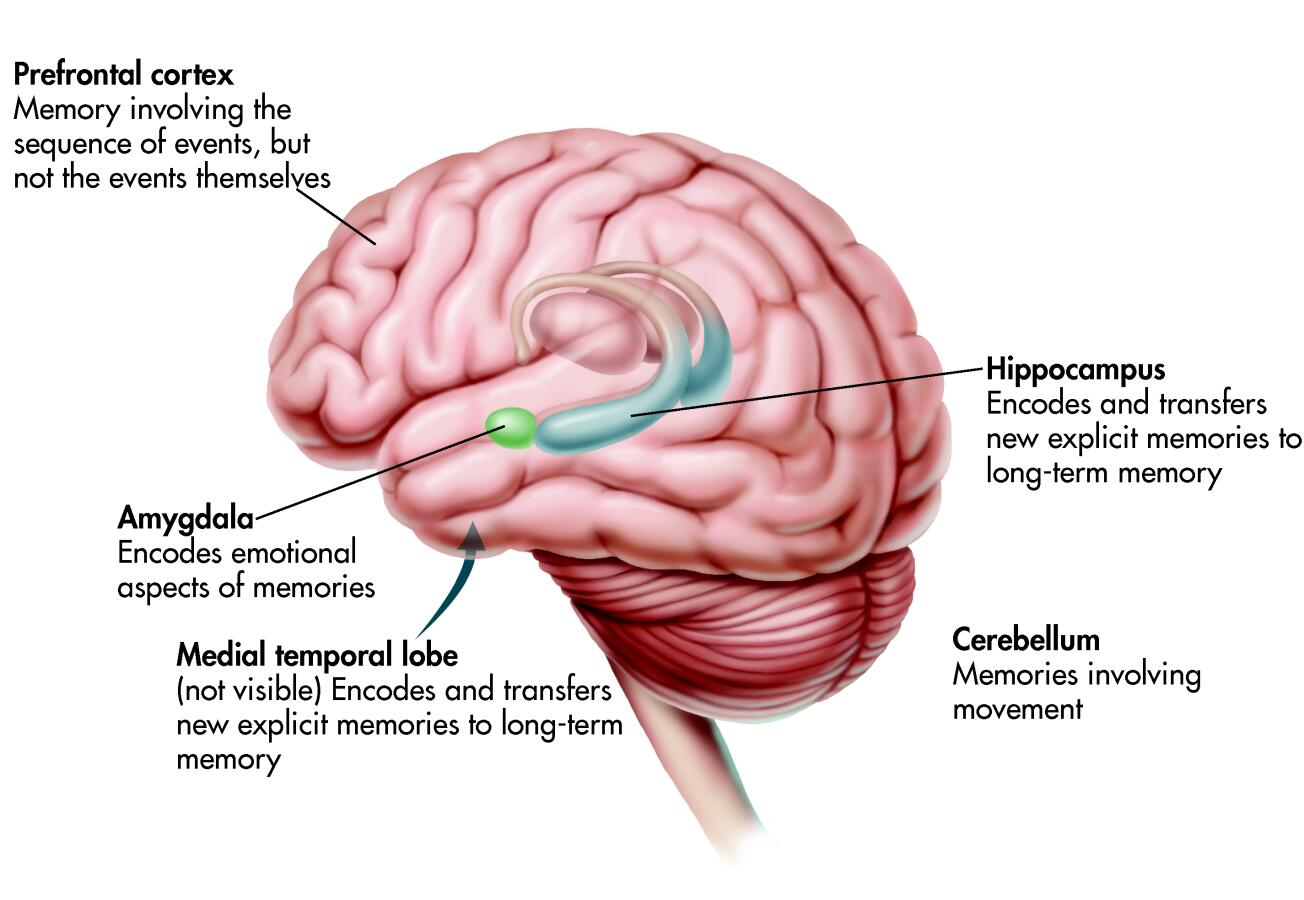 Prefrontal cortex
Memory involving the
sequence of events, but
not the events themselves
Hippocampus
Encodes and transfers
new explicit memories to
long-term memory
Amygdala
Encodes emotional
aspects of memories
Medial temporal lobe
(not visible) Encodes and transfers
new explicit memories to long-term
memory
Cerebellum
Memories involving
movement